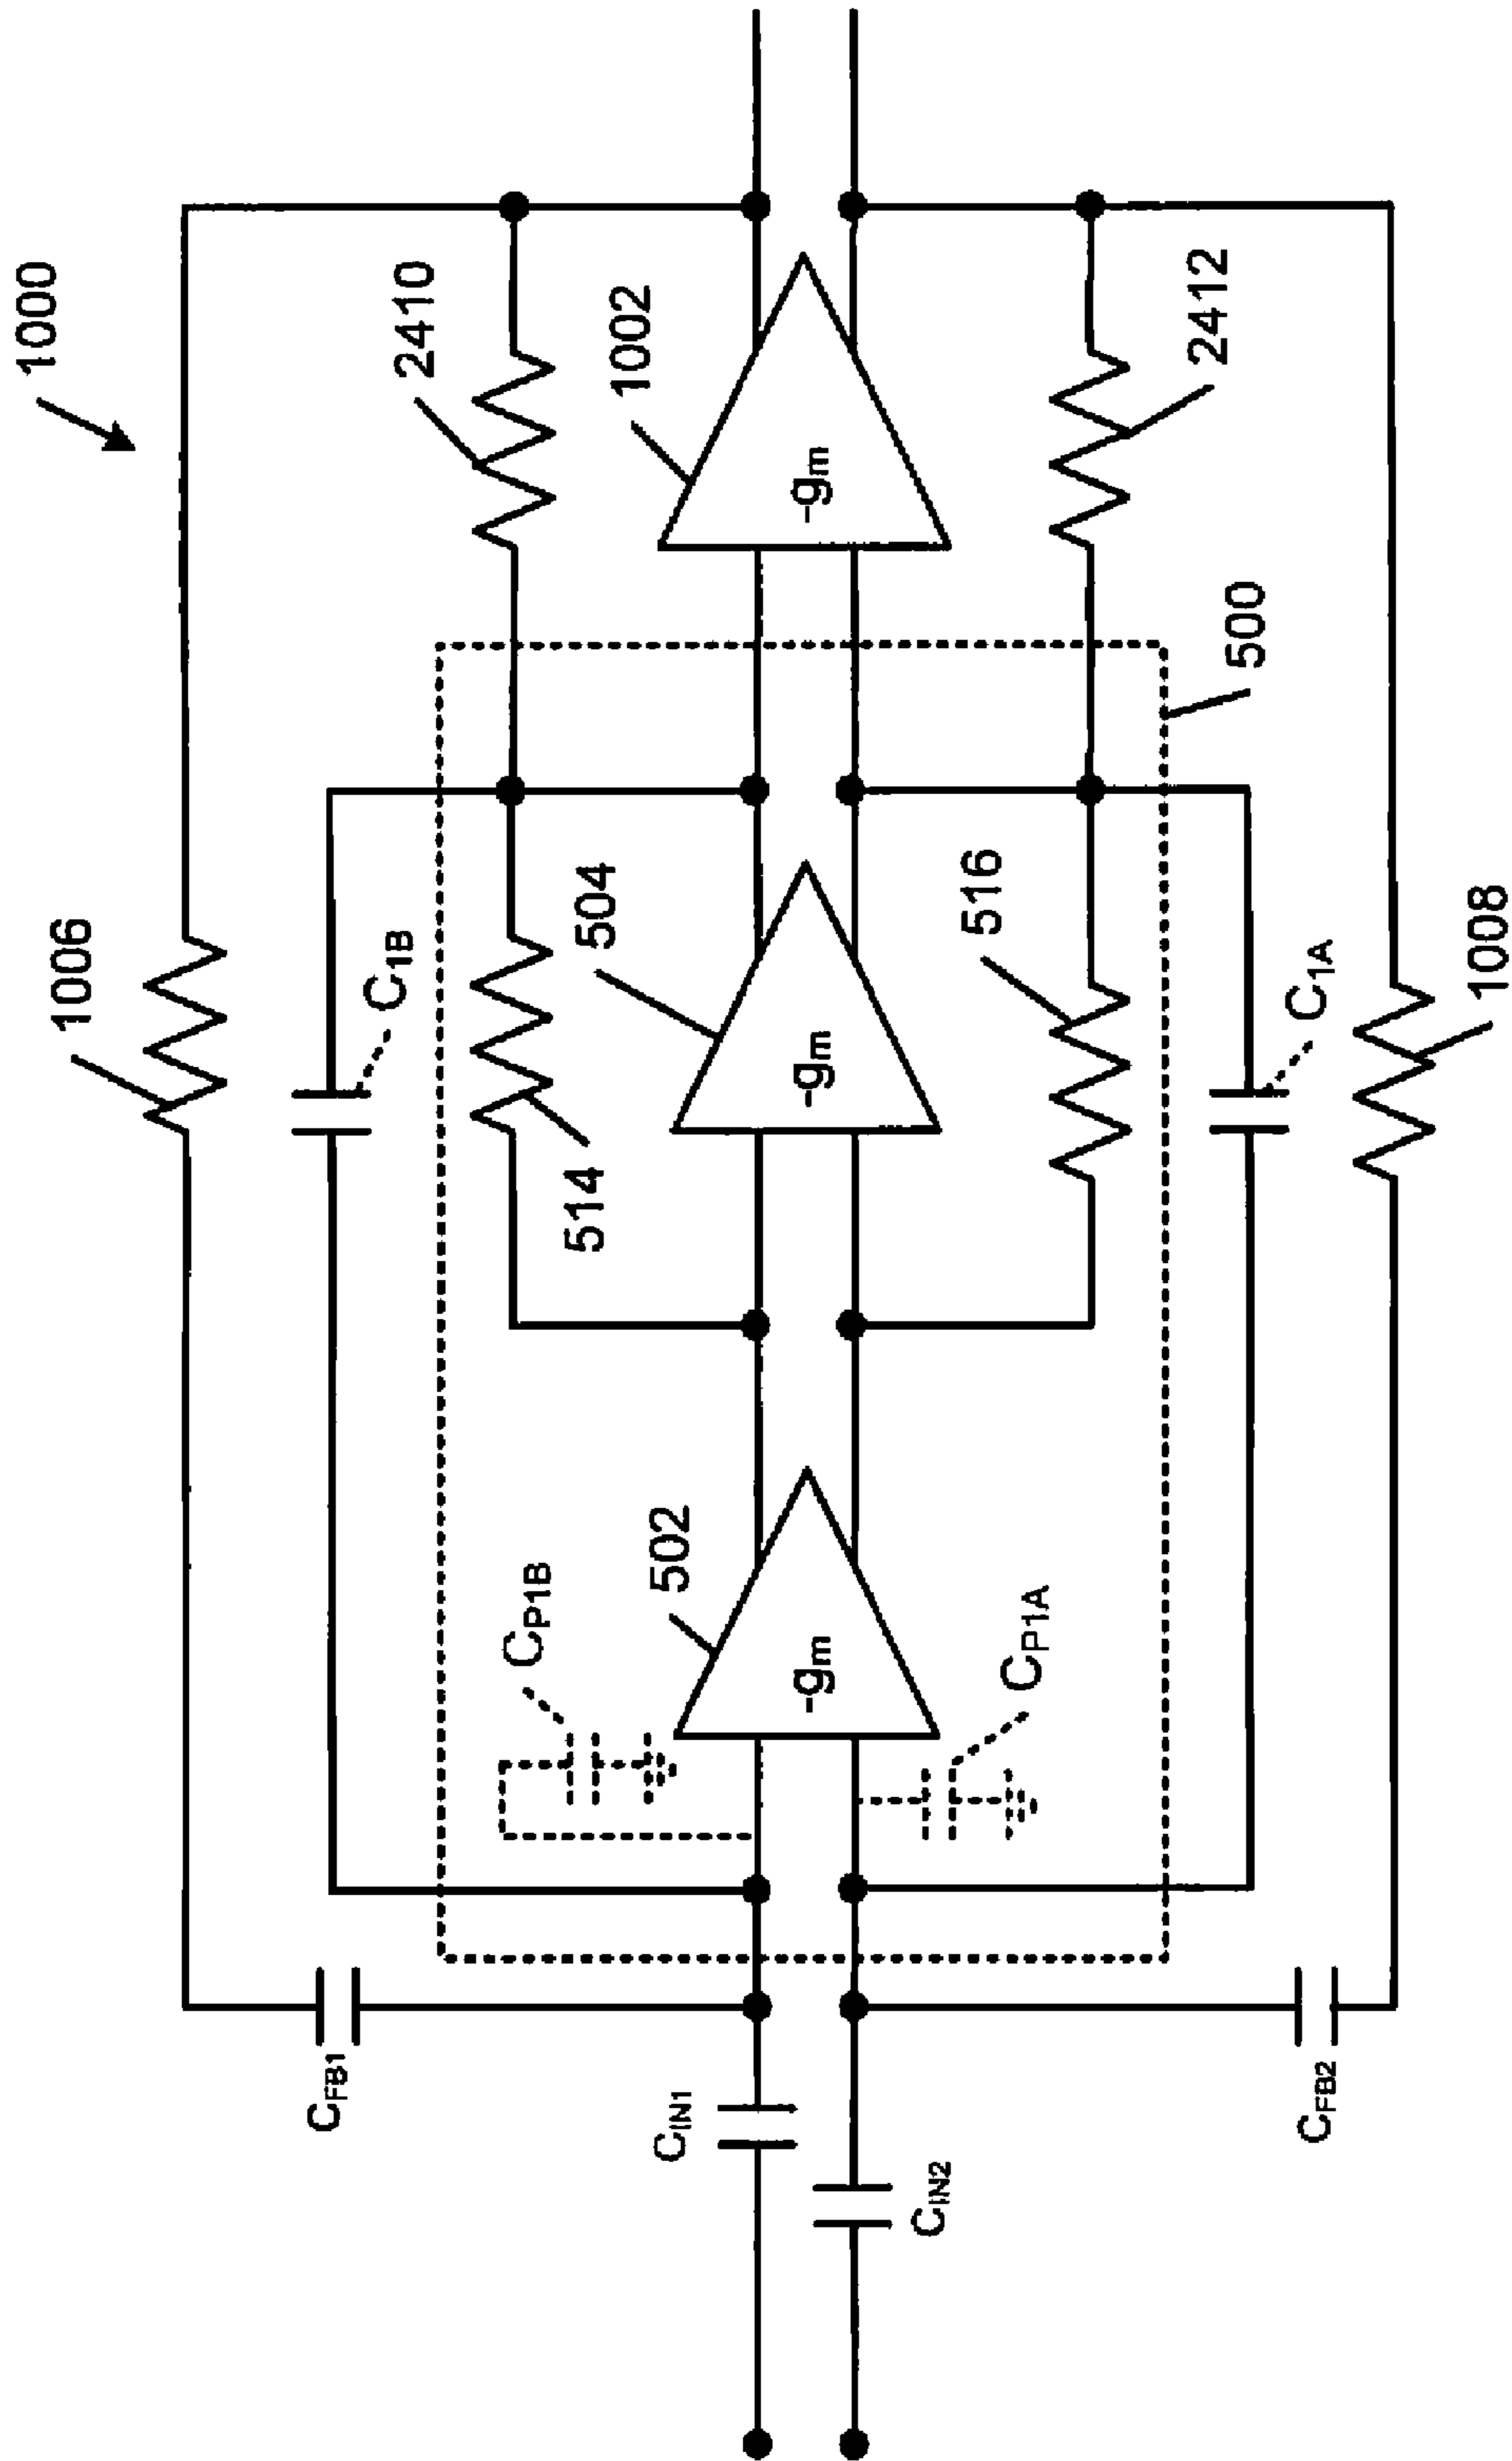 1000
1006
C1B
2410
514
504
1002
CP1B
502
-gm
-gm
-gm
CFB1
CIN1
CIN2
CP1A
516
2412
500
C1A
CFB2
1008